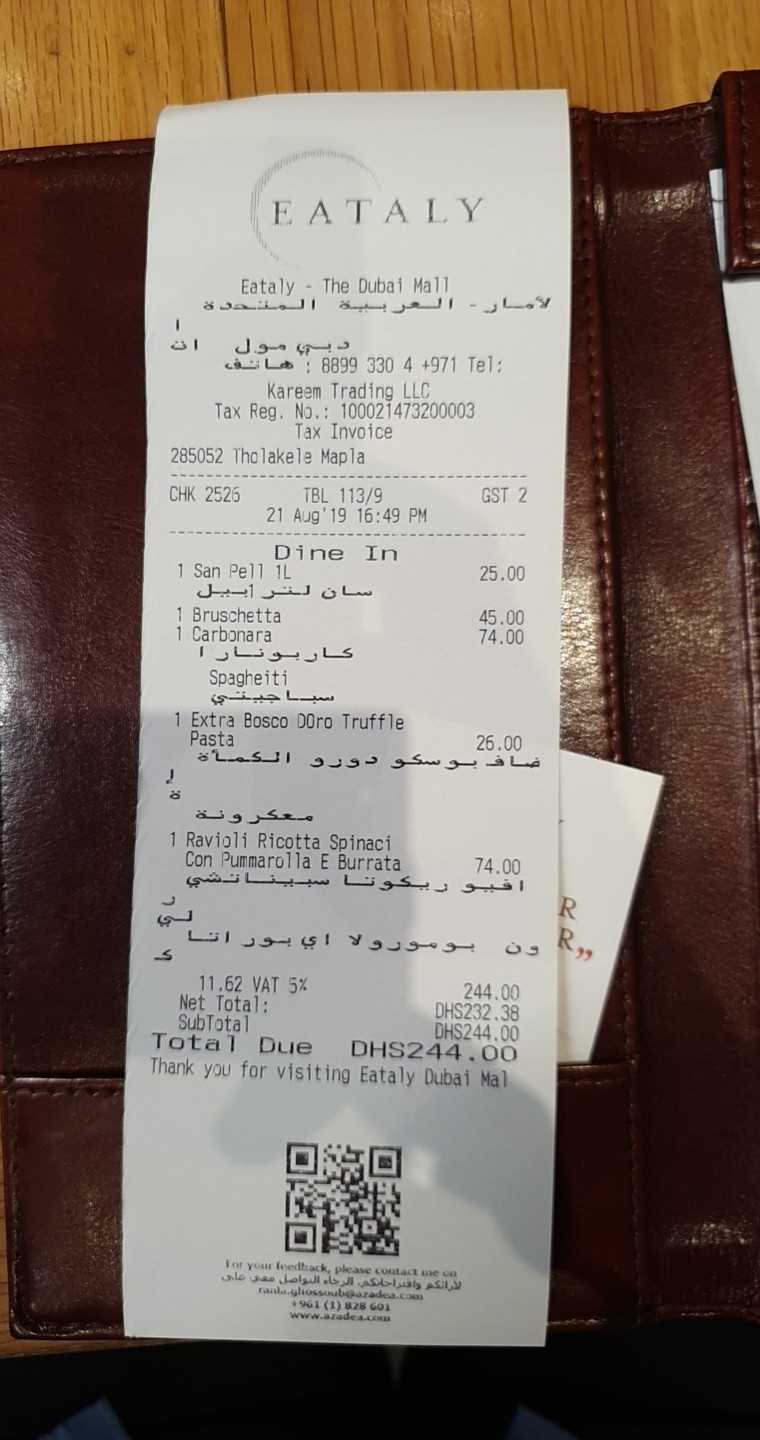 EATALY
Eataly - The Dubai Mall
لأمار- العربية المتحدة
ا
دبي مول ات
هاتف : 8899 330 4 +971 Tel:
Kareem Trading LLC
Tax Reg. No.: 100021473200003
Tax Invoice
285052 Tholakele Mapla
CHK 2526 TBL 113/9 GST 2
21 Aug'19 16:49 PM
Dine In
1 San Pell 1L 25.00
سان لتر أبيل
1 Bruschetta 45.00
1 Carbonara 74.00
كاربونار ا
Spagheiti
سباجيتي
1 Extra Bosco DOro Truffle
Pasta 26.00
ضاف بوسكو دورو الكمأة
إ
ة
معكرونة
1 Ravioli Ricotta Spinaci
Con Pummarolla E Burrata 74.00
افيو ريكوتا سبيناتشي
ر
لي
ون بومورولا اي بوراتا
ك
11.62 VAT 5% 244.00
Net Total: DHS232.38
SubTotal DHS244.00
Total Due DHS244.00
Thank you for visiting Eataly Dubai Mal
For your feedback, please contact me on
لآرائكم واقتراحاتكم، الرجاء التواصل معي على
rami.ghossoub@azadea.com
+961 (1) 828 601
www.azadea.com
R
R„